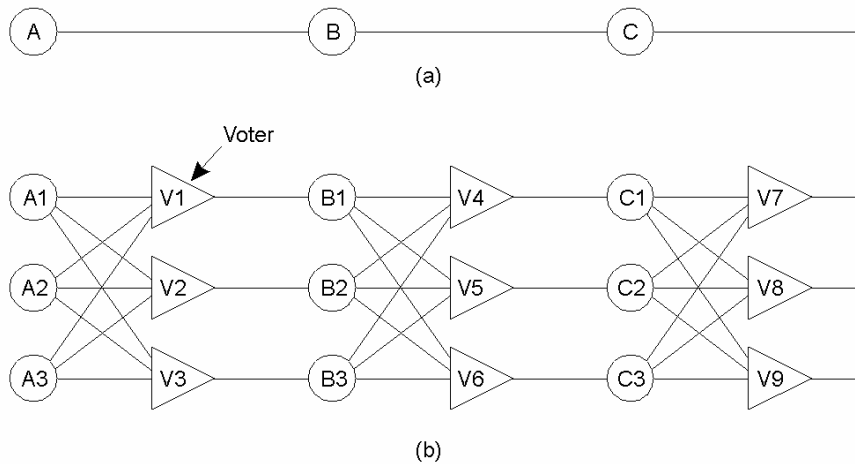 A B C
(a)
Voter
A1 V1 B1 V4 C1 V7
A2 V2 B2 V5 C2 V8
A3 V3 B3 V6 C3 V9
(b)